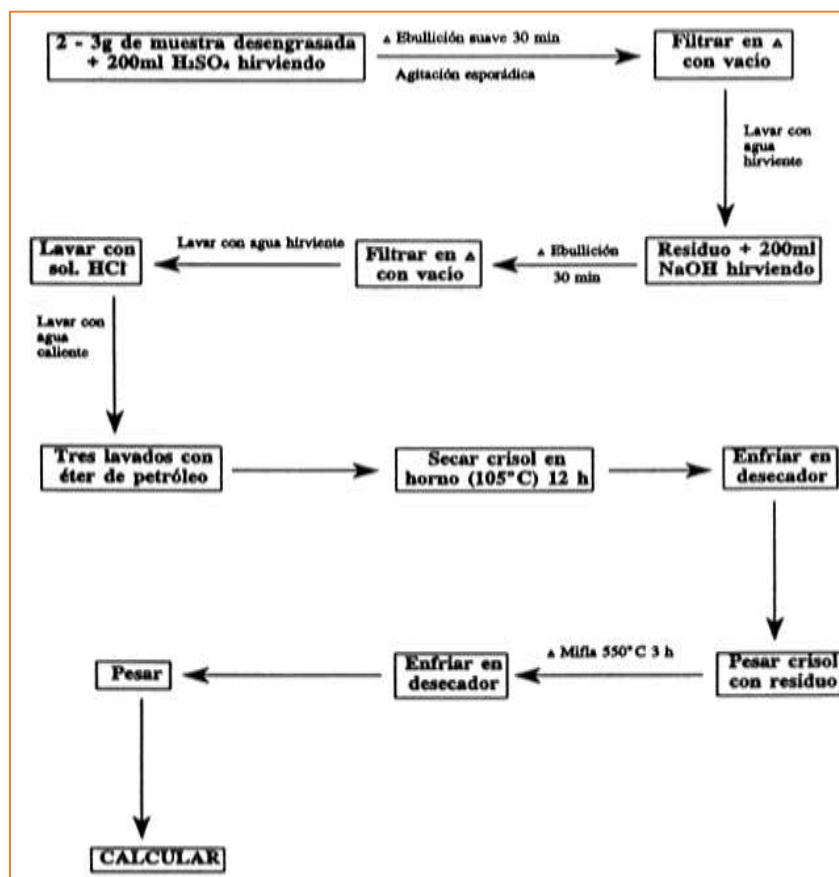 2 - 3g de muestra desengrasada
+ 200ml H₂SO₄ hirviendo
▵ Ebullición suave 30 min
Agitación esporádica
Filtrar en ▵
con vacío
Lavar con
agua
hirviente
Residuo + 200ml
NaOH hirviendo
▵ Ebullición
30 min
Filtrar en ▵
con vacío
Lavar con agua hirviente
Lavar con
sol. HCl
Lavar con
agua
caliente
Tres lavados con
éter de petróleo
Secar crisol en
horno (105°C) 12 h
Enfriar en
desecador
Pesar crisol
con residuo
▵ Mifla 550°C 3 h
Enfriar en
desecador
Pesar
CALCULAR